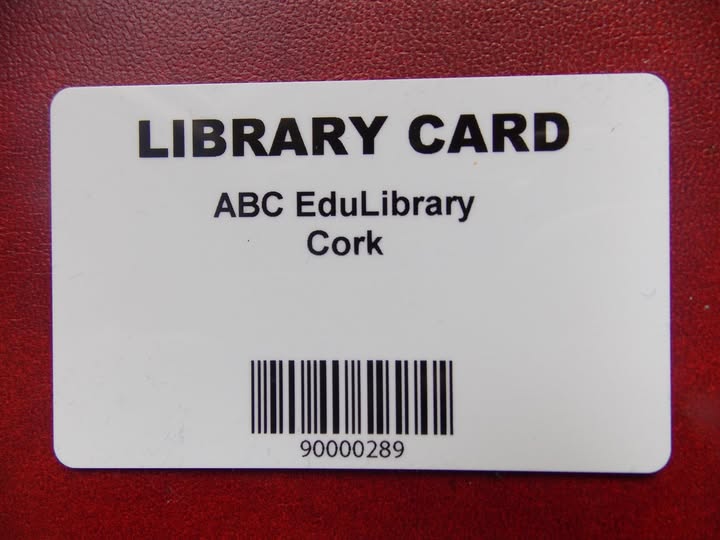 LIBRARY CARD
ABC EduLibrary
Cork
90000289